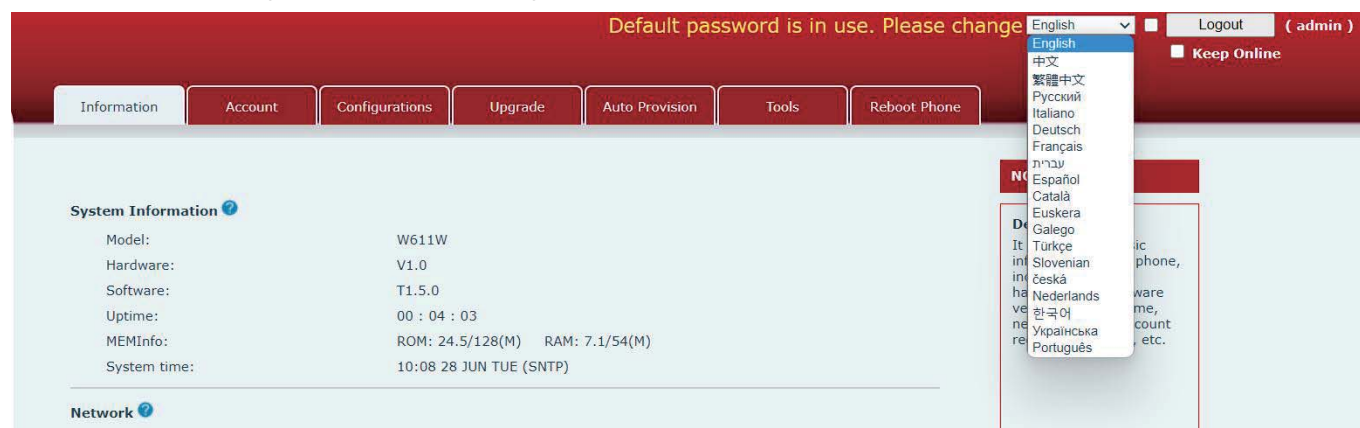 Default password is in use. Please change
English
Logout
( admin )
Keep Online
English
中文
繁體中文
Русский
Italiano
Deutsch
Français
עברית
Español
Català
Euskera
Galego
Türkçe
Slovenian
česká
Nederlands
한국어
Українська
Português
Information
Account
Configurations
Upgrade
Auto Provision
Tools
Reboot Phone
System Information
Model: W611W
Hardware: V1.0
Software: T1.5.0
Uptime: 00 : 04 : 03
MEMInfo: ROM: 24.5/128(M) RAM: 7.1/54(M)
System time: 10:08 28 JUN TUE (SNTP)
Network
It
phone,
etc.